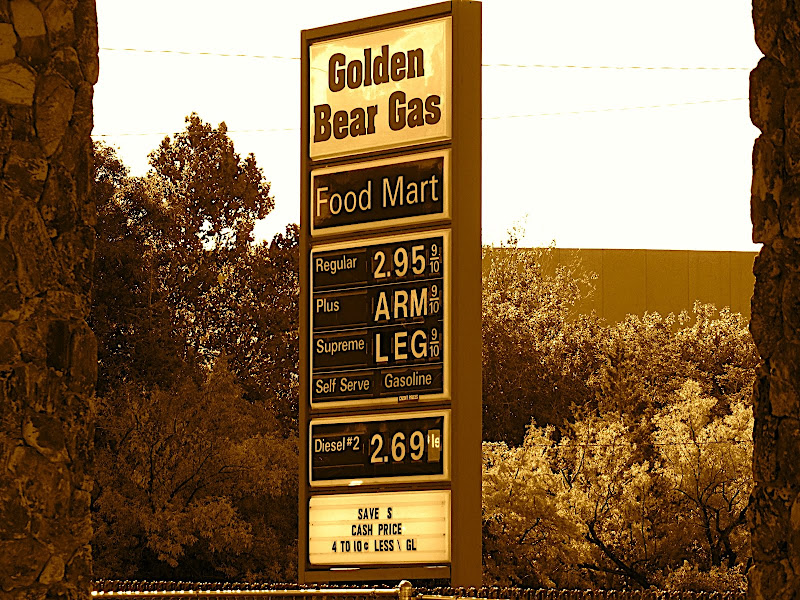 Golden
Bear Gas
Food Mart
Regular 2.95 9/10
Plus ARM 9/10
Supreme LEG 9/10
Self Serve Gasoline
Diesel#2 2.69
SAVE $
CASH PRICE
4 TO 10¢ LESS \ GL